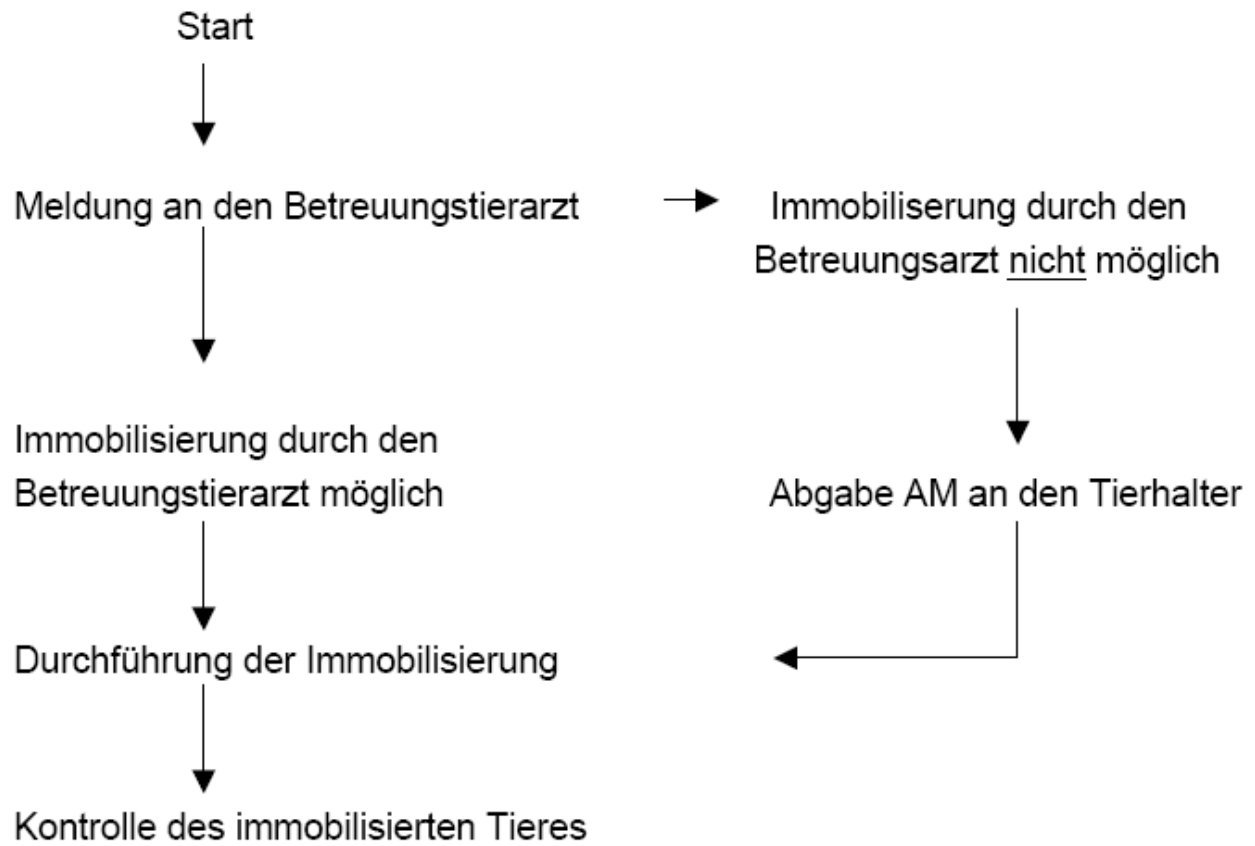 Start
Meldung an den Betreuungstierarzt
Immobiliserung durch den
Betreuungsarzt nicht möglich
Immobilisierung durch den
Betreuungstierarzt möglich
Abgabe AM an den Tierhalter
Durchführung der Immobilisierung
Kontrolle des immobilisierten Tieres